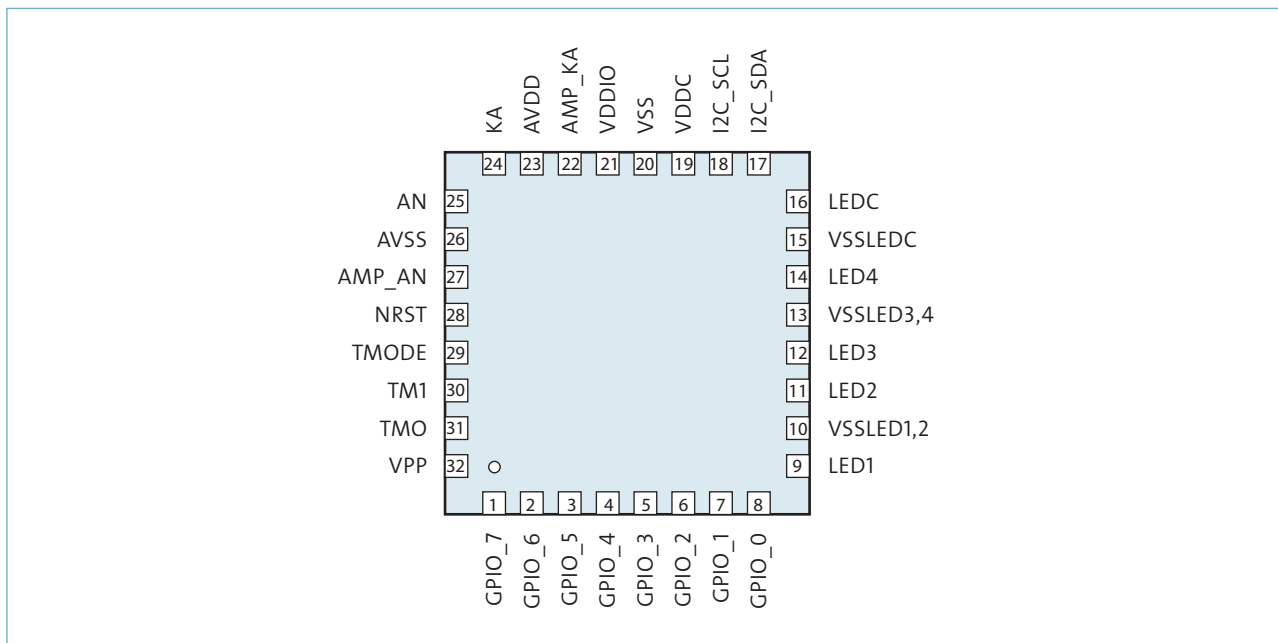 KA
AVDD
AMP_KA
VDDIO
VSS
VDDC
I2C_SCL
I2C_SDA
24
23
22
21
20
19
18
17
AN 25
AVSS 26
AMP_AN 27
NRST 28
TMODE 29
TM1 30
TMO 31
VPP 32
16 LEDC
15 VSSLEDC
14 LED4
13 VSSLED3,4
12 LED3
11 LED2
10 VSSLED1,2
9 LED1
1
2
3
4
5
6
7
8
GPIO_7
GPIO_6
GPIO_5
GPIO_4
GPIO_3
GPIO_2
GPIO_1
GPIO_0